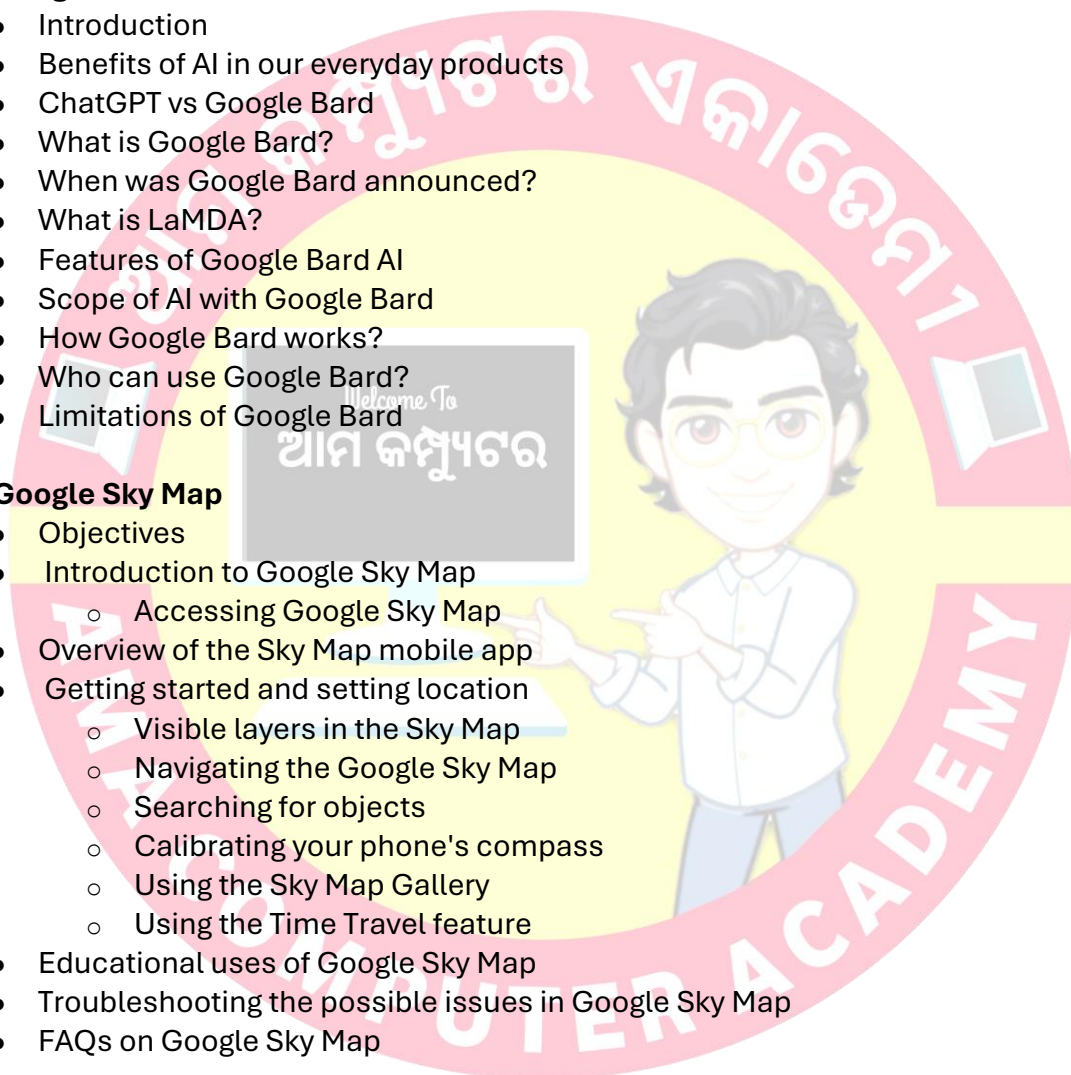 • Introduction
• Benefits of AI in our everyday products
• ChatGPT vs Google Bard
• What is Google Bard?
• When was Google Bard announced?
• What is LaMDA?
• Features of Google Bard AI
• Scope of AI with Google Bard
• How Google Bard works?
• Who can use Google Bard?
• Limitations of Google Bard
Google Sky Map
• Objectives
• Introduction to Google Sky Map
o Accessing Google Sky Map
• Overview of the Sky Map mobile app
• Getting started and setting location
o Visible layers in the Sky Map
o Navigating the Google Sky Map
o Searching for objects
o Calibrating your phone's compass
o Using the Sky Map Gallery
o Using the Time Travel feature
• Educational uses of Google Sky Map
• Troubleshooting the possible issues in Google Sky Map
• FAQs on Google Sky Map
ଆମ କମ୍ପ୍ୟୁଟର ଏକାଡେମୀ
Welcome To
ଆମ କମ୍ପ୍ୟୁଟର
AMA COMPUTER ACADEMY